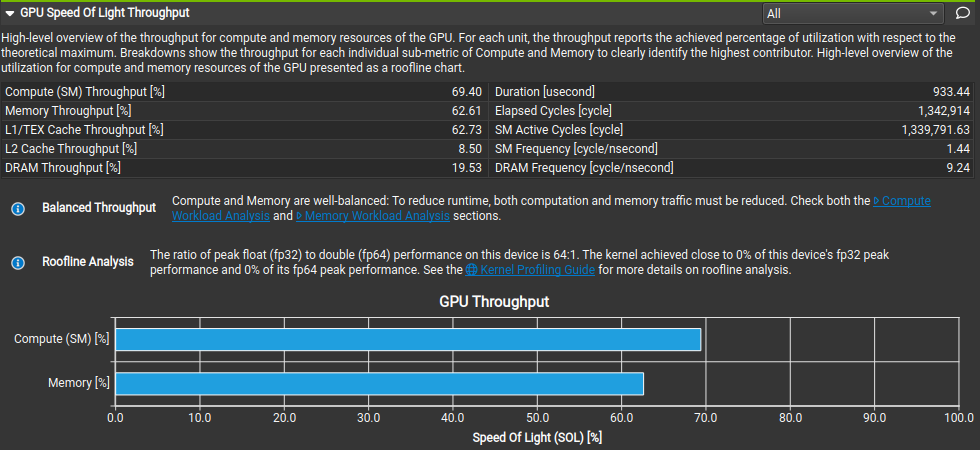 GPU Speed Of Light Throughput
All
High-level overview of the throughput for compute and memory resources of the GPU. For each unit, the throughput reports the achieved percentage of utilization with respect to the
theoretical maximum. Breakdowns show the throughput for each individual sub-metric of Compute and Memory to clearly identify the highest contributor. High-level overview of the
utilization for compute and memory resources of the GPU presented as a roofline chart.
Compute (SM) Throughput [%] 69.40 Duration [usecond] 933.44
Memory Throughput [%] 62.61 Elapsed Cycles [cycle] 1,342,914
L1/TEX Cache Throughput [%] 62.73 SM Active Cycles [cycle] 1,339,791.63
L2 Cache Throughput [%] 8.50 SM Frequency [cycle/nsecond] 1.44
DRAM Throughput [%] 19.53 DRAM Frequency [cycle/nsecond] 9.24
Balanced Throughput
Compute and Memory are well-balanced: To reduce runtime, both computation and memory traffic must be reduced. Check both the Compute
Workload Analysis and Memory Workload Analysis sections.
Roofline Analysis
The ratio of peak float (fp32) to double (fp64) performance on this device is 64:1. The kernel achieved close to 0% of this device's fp32 peak
performance and 0% of its fp64 peak performance. See the Kernel Profiling Guide for more details on roofline analysis.
GPU Throughput
Compute (SM) [%]
Memory [%]
0.0 10.0 20.0 30.0 40.0 50.0 60.0 70.0 80.0 90.0 100.0
Speed Of Light (SOL) [%]